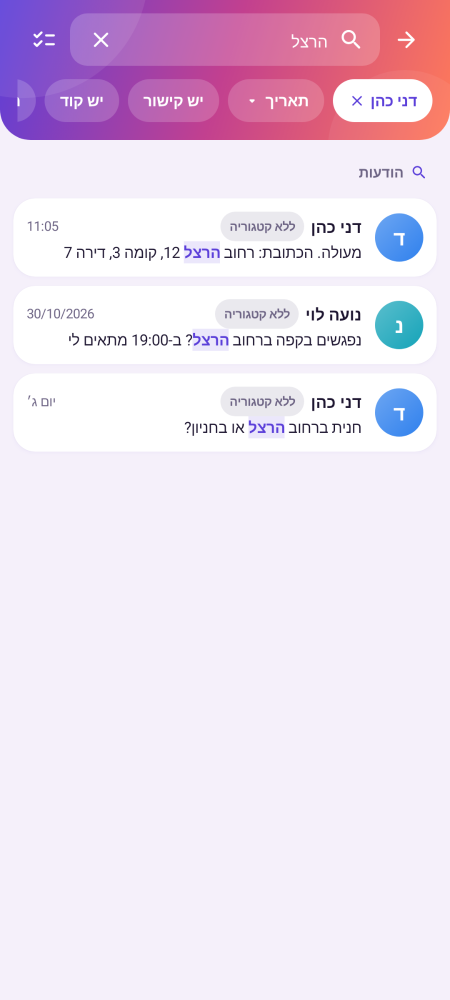 הרצל
דני כהן
תאריך
יש קישור
יש קוד
הודעות
ד
דני כהן
ללא קטגוריה
11:05
מעולה. הכתובת: רחוב הרצל 12, קומה 3, דירה 7
נ
נועה לוי
ללא קטגוריה
30/10/2026
נפגשים בקפה ברחוב הרצל? ב-19:00 מתאים לי
ד
דני כהן
ללא קטגוריה
יום ג׳
חנית ברחוב הרצל או בחניון?